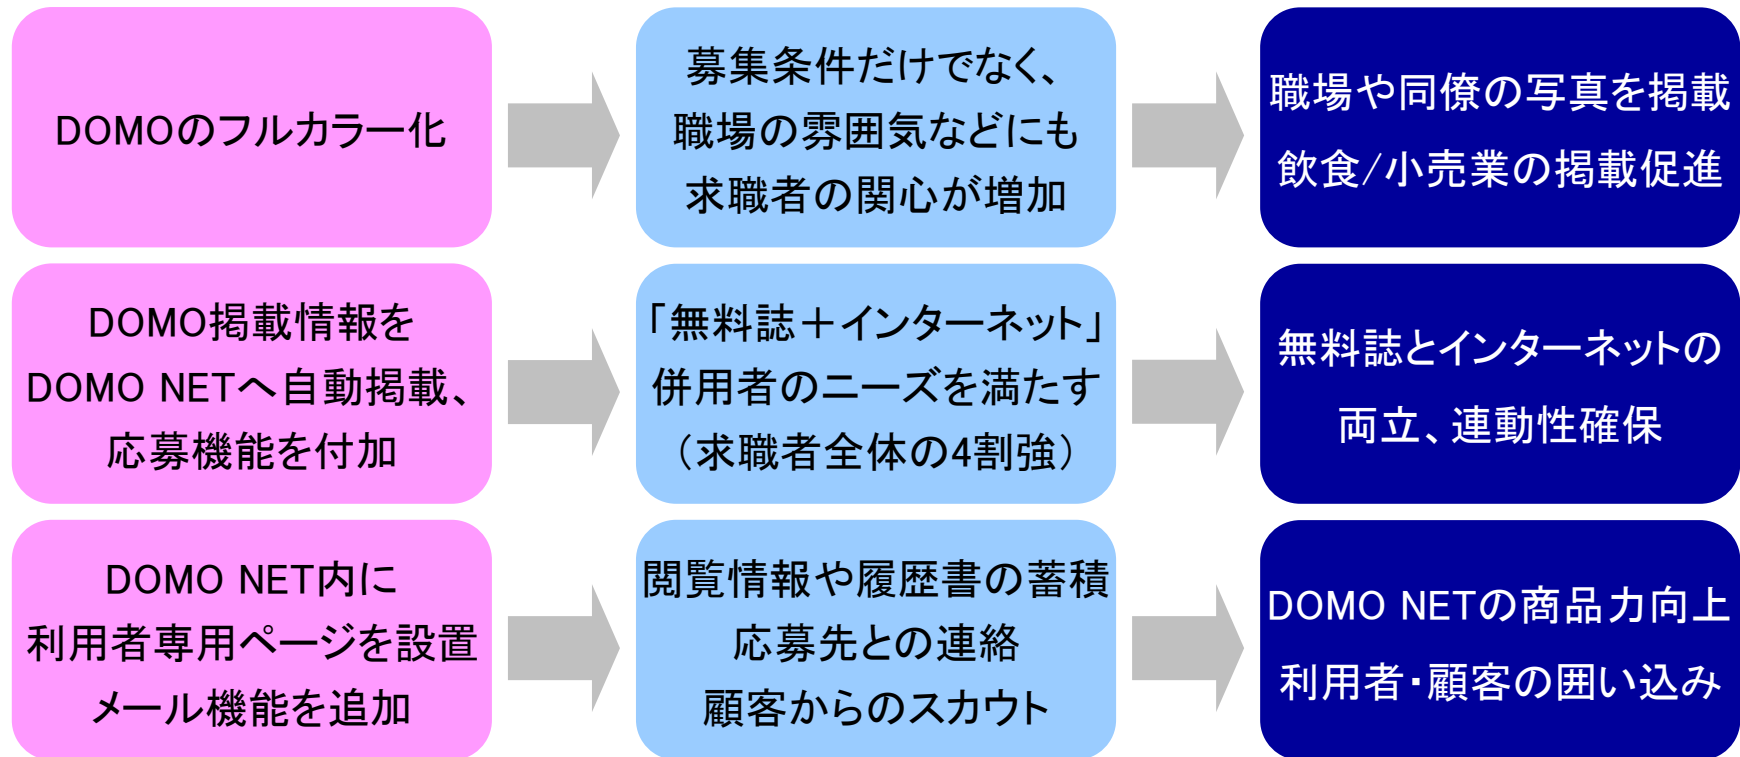 DOMOのフルカラー化
募集条件だけでなく、
職場の雰囲気などにも
求職者の関心が増加
職場や同僚の写真を掲載
飲食/小売業の掲載促進
DOMO掲載情報を
DOMO NETへ自動掲載、
応募機能を付加
「無料誌＋インターネット」
併用者のニーズを満たす
（求職者全体の4割強）
無料誌とインターネットの
両立、連動性確保
DOMO NET内に
利用者専用ページを設置
メール機能を追加
閲覧情報や履歴書の蓄積
応募先との連絡
顧客からのスカウト
DOMO NETの商品力向上
利用者・顧客の囲い込み